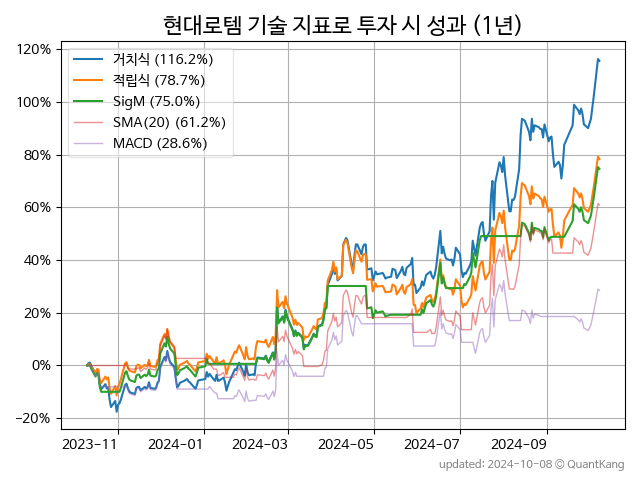 현대로템 기술 지표로 투자 시 성과 (1년)
120%
100%
80%
60%
40%
20%
0%
−20%
거치식 (116.2%)
적립식 (78.7%)
SigM (75.0%)
SMA(20) (61.2%)
MACD (28.6%)
2023-11
2024-01
2024-03
2024-05
2024-07
2024-09
updated: 2024-10-08 © QuantKang